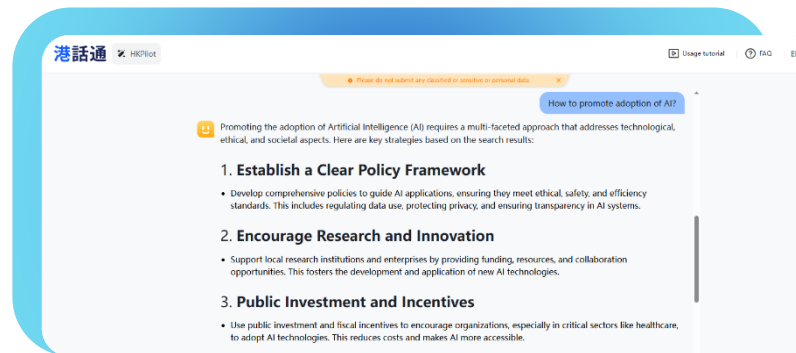 港話通 HKPilot Usage tutorial FAQ
Please do not submit any classified or sensitive or personal data.
How to promote adoption of AI?
Promoting the adoption of Artificial Intelligence (AI) requires a multi-faceted approach that addresses technological,
ethical, and societal aspects. Here are key strategies based on the search results:
1. Establish a Clear Policy Framework
• Develop comprehensive policies to guide AI applications, ensuring they meet ethical, safety, and efficiency
standards. This includes regulating data use, protecting privacy, and ensuring transparency in AI systems.
2. Encourage Research and Innovation
• Support local research institutions and enterprises by providing funding, resources, and collaboration
opportunities. This fosters the development and application of new AI technologies.
3. Public Investment and Incentives
• Use public investment and fiscal incentives to encourage organizations, especially in critical sectors like healthcare,
to adopt AI technologies. This reduces costs and makes AI more accessible.